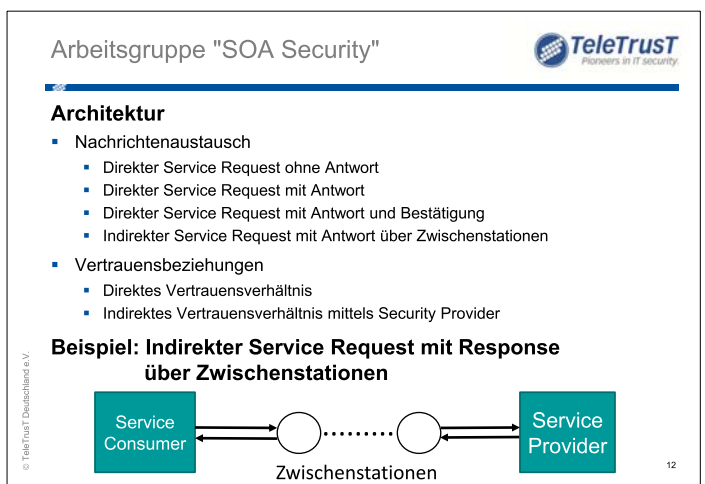 Arbeitsgruppe "SOA Security"
TeleTrusT
Pioneers in IT security.
Architektur
Nachrichtenaustausch
Direkter Service Request ohne Antwort
Direkter Service Request mit Antwort
Direkter Service Request mit Antwort und Bestätigung
Indirekter Service Request mit Antwort über Zwischenstationen
Vertrauensbeziehungen
Direktes Vertrauensverhältnis
Indirektes Vertrauensverhältnis mittels Security Provider
Beispiel: Indirekter Service Request mit Response
über Zwischenstationen
Service
Consumer
Service
Provider
Zwischenstationen
© TeleTrusT Deutschland e.V.
12